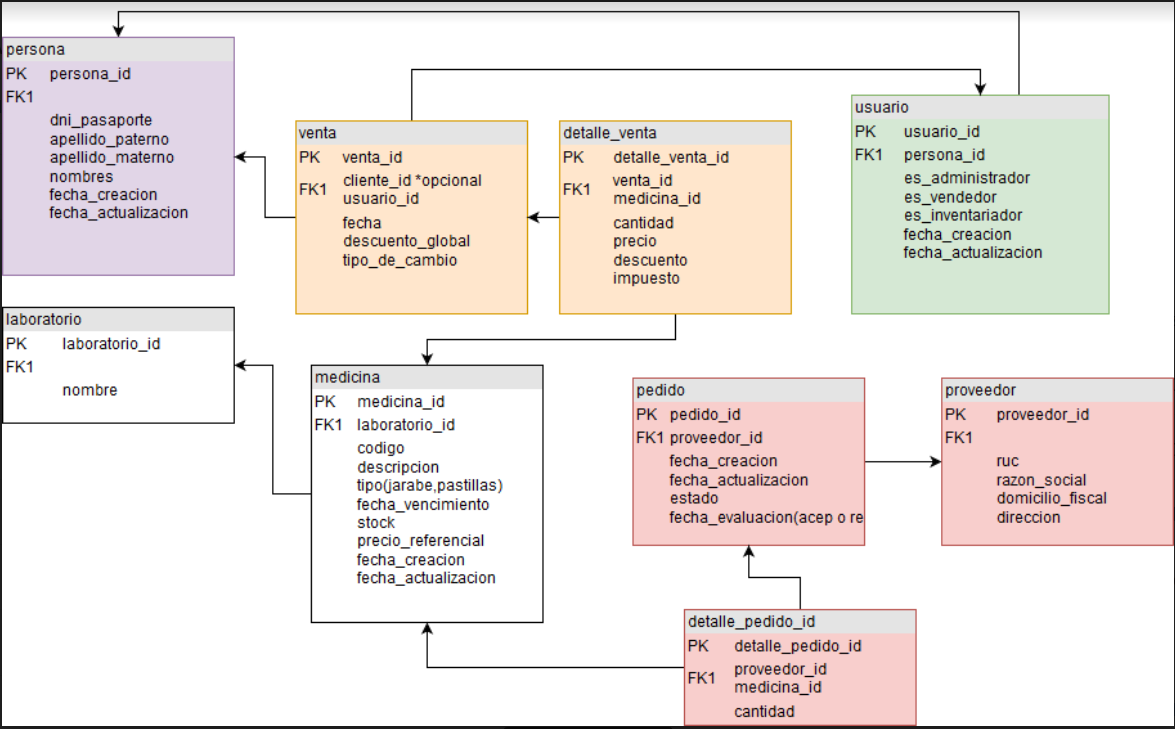 persona
PK persona_id
FK1
dni_pasaporte
apellido_paterno
apellido_materno
nombres
fecha_creacion
fecha_actualizacion
venta
PK venta_id
FK1 cliente_id *opcional
usuario_id
fecha
descuento_global
tipo_de_cambio
detalle_venta
PK detalle_venta_id
FK1 venta_id
medicina_id
cantidad
precio
descuento
impuesto
usuario
PK usuario_id
FK1 persona_id
es_administrador
es_vendedor
es_inventariador
fecha_creacion
fecha_actualizacion
laboratorio
PK laboratorio_id
FK1
nombre
medicina
PK medicina_id
FK1 laboratorio_id
codigo
descripcion
tipo(jarabe,pastillas)
fecha_vencimiento
stock
precio_referencial
fecha_creacion
fecha_actualizacion
pedido
PK pedido_id
FK1 proveedor_id
fecha_creacion
fecha_actualizacion
estado
fecha_evaluacion(acep o re
proveedor
PK proveedor_id
FK1
ruc
razon_social
domicilio_fiscal
direccion
detalle_pedido_id
PK detalle_pedido_id
FK1 proveedor_id
medicina_id
cantidad